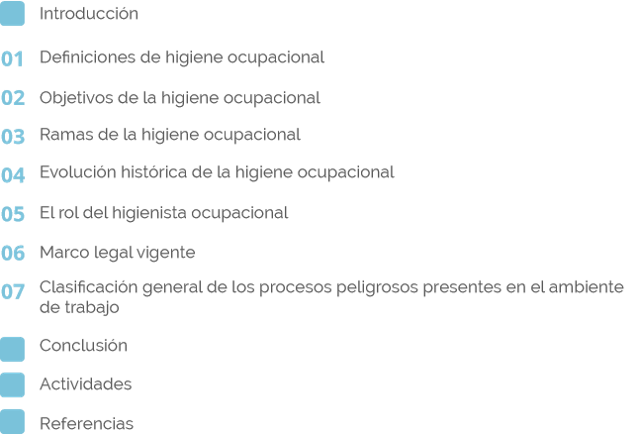 Introducción
01 Definiciones de higiene ocupacional
02 Objetivos de la higiene ocupacional
03 Ramas de la higiene ocupacional
04 Evolución histórica de la higiene ocupacional
05 El rol del higienista ocupacional
06 Marco legal vigente
07 Clasificación general de los procesos peligrosos presentes en el ambiente
de trabajo
Conclusión
Actividades
Referencias